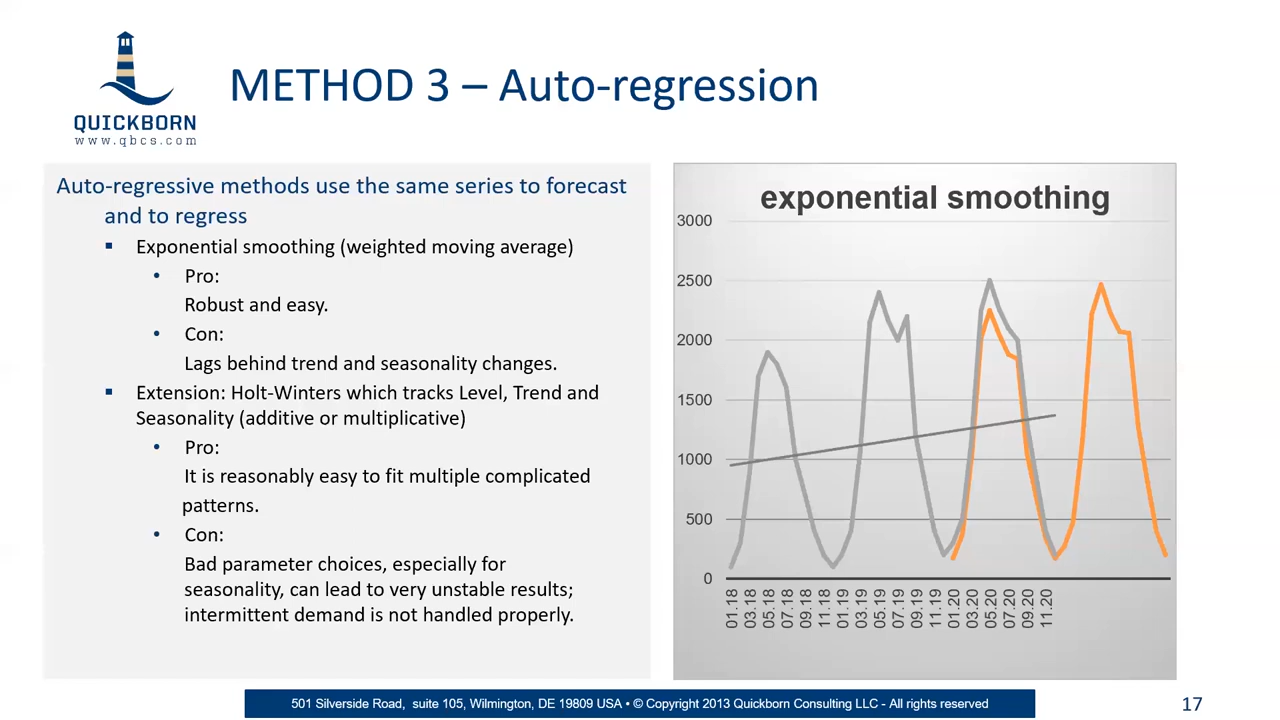 QUICKBORN
www.qbcs.com
METHOD 3 – Auto-regression
Auto-regressive methods use the same series to forecast
and to regress
▪ Exponential smoothing (weighted moving average)
• Pro:
Robust and easy.
• Con:
Lags behind trend and seasonality changes.
▪ Extension: Holt-Winters which tracks Level, Trend and
Seasonality (additive or multiplicative)
• Pro:
It is reasonably easy to fit multiple complicated
patterns.
• Con:
Bad parameter choices, especially for
seasonality, can lead to very unstable results;
intermittent demand is not handled properly.
exponential smoothing
3000
2500
2000
1500
1000
500
0
01.18
03.18
05.18
07.18
09.18
11.18
01.19
03.19
05.19
07.19
09.19
11.19
01.20
03.20
05.20
07.20
09.20
11.20
501 Silverside Road, suite 105, Wilmington, DE 19809 USA • © Copyright 2013 Quickborn Consulting LLC - All rights reserved
17